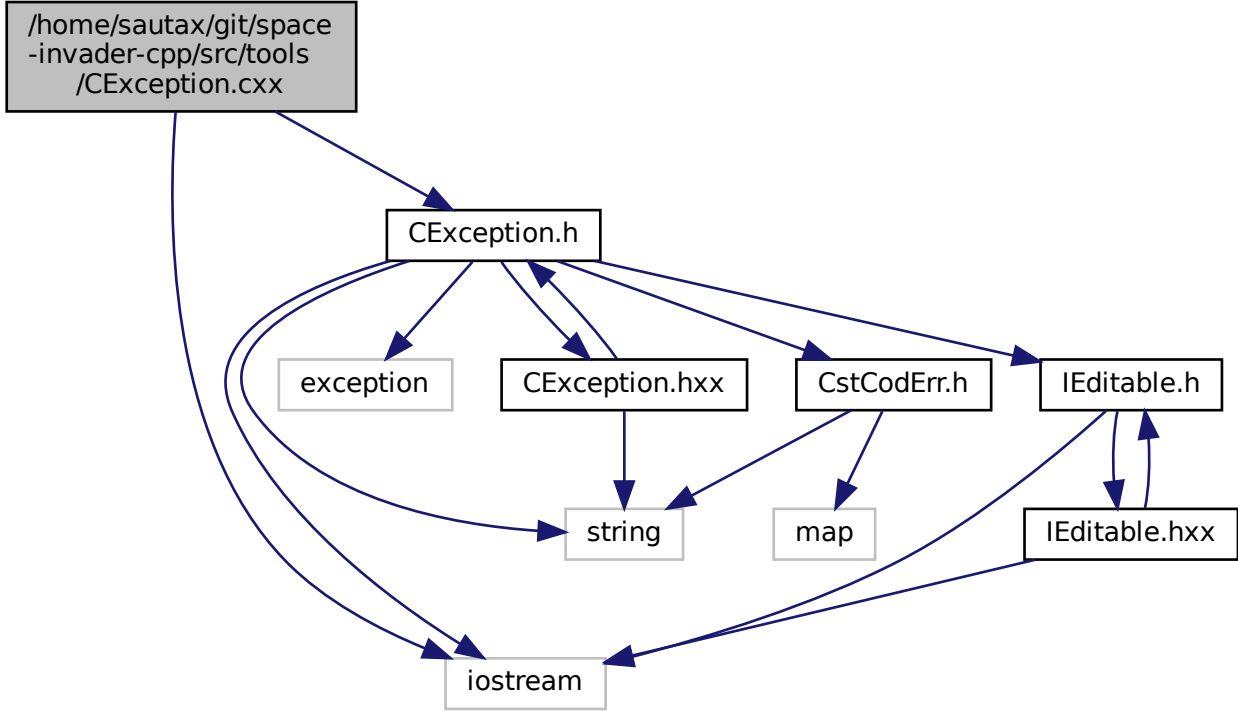 /home/sautax/git/space
-invader-cpp/src/tools
/CException.cxx
CException.h
exception
CException.hxx
CstCodErr.h
IEditable.h
string
map
IEditable.hxx
iostream